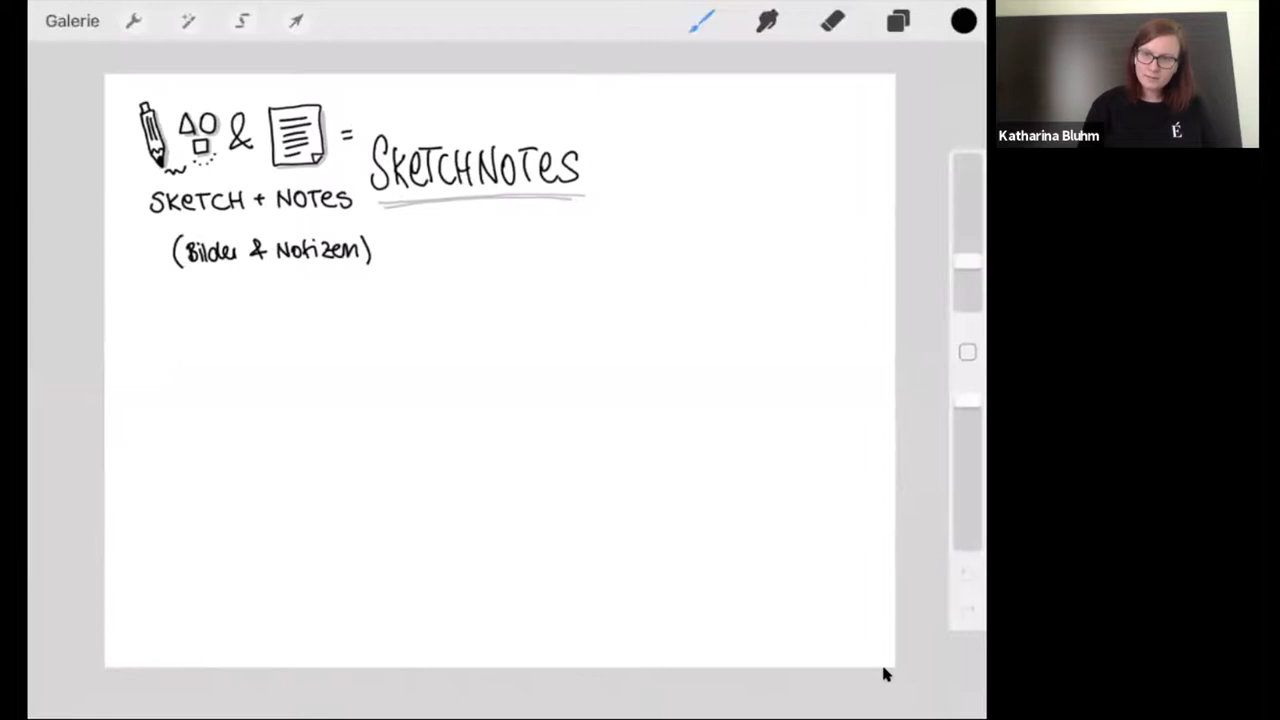 Galerie
& =
SKETCHNOTES
SKETCH + NOTES
(Bilder & Notizen)
Katharina Bluhm
É